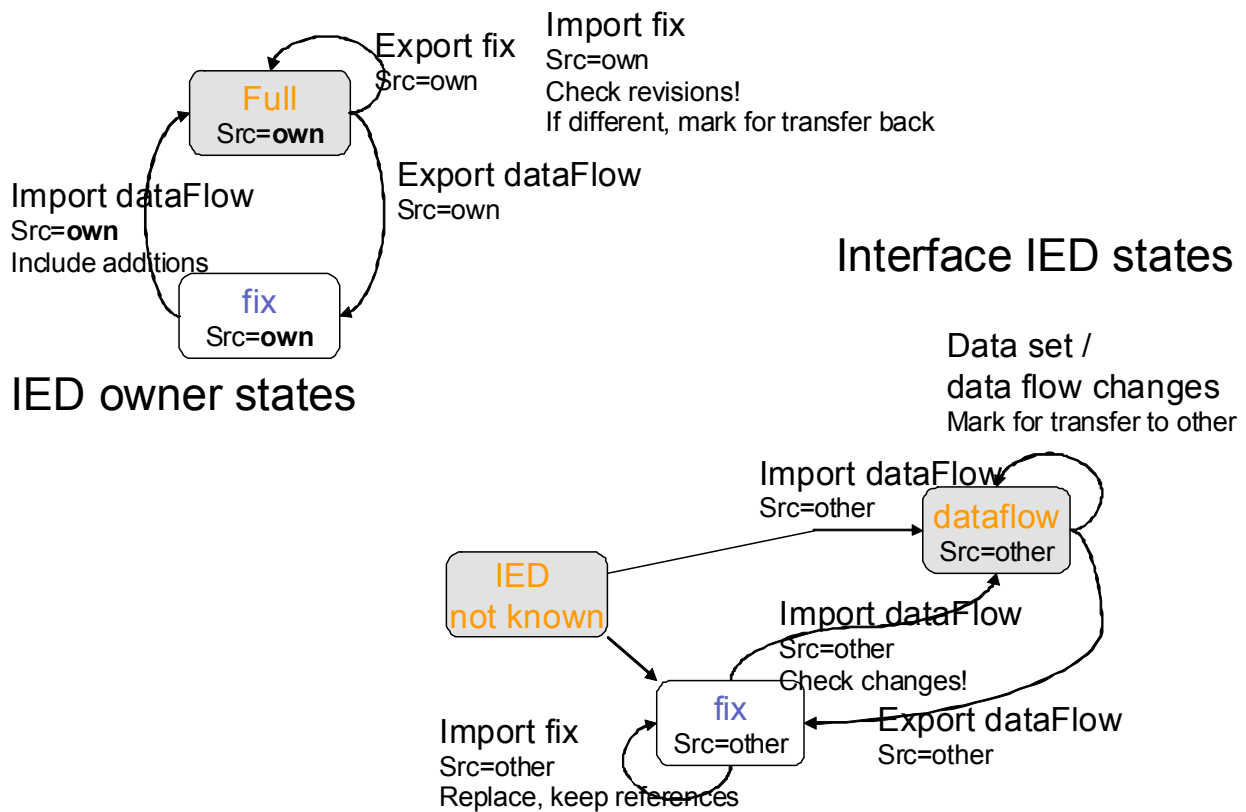 Export fix
Src=own
Import fix
Src=own
Check revisions!
If different, mark for transfer back
Full
Src=own
Import dataFlow
Src=own
Include additions
Export dataFlow
Src=own
fix
Src=own
IED owner states
Interface IED states
Data set /
data flow changes
Mark for transfer to other
Import dataFlow
Src=other
dataflow
Src=other
IED
not known
Import dataFlow
Src=other
Check changes!
fix
Src=other
Export dataFlow
Src=other
Import fix
Src=other
Replace, keep references